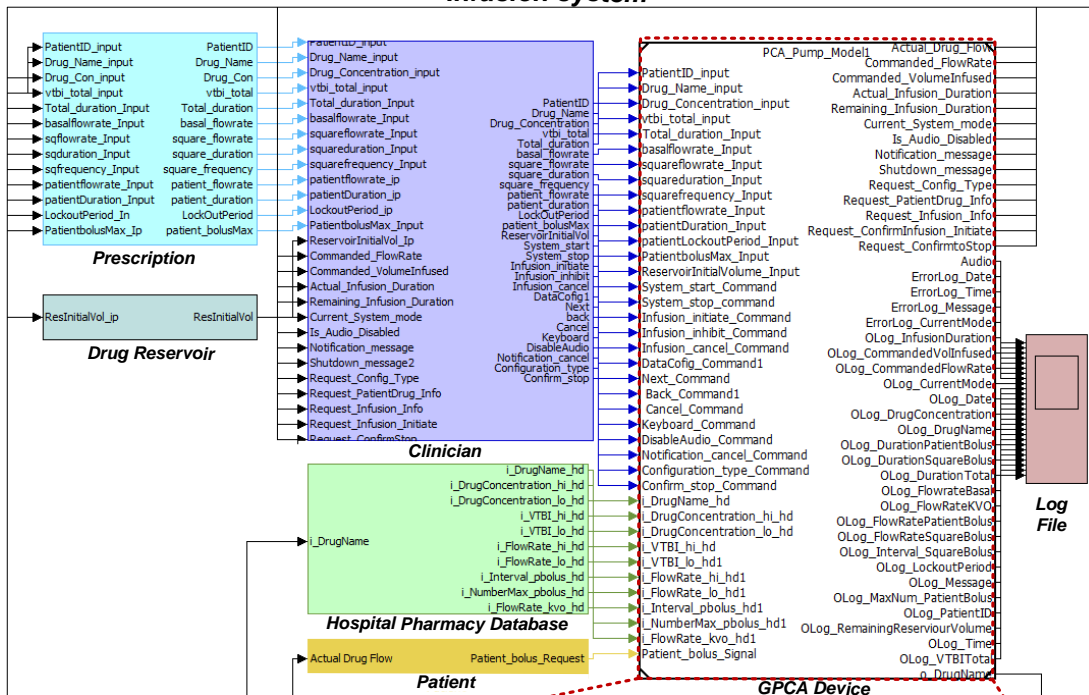 Infusion System
PatientID_input
Drug_Name_input
Drug_Con_input
vtbi_total_input
Total_duration_Input
basalflowrate_Input
sqflowrate_Input
sqduration_Input
sqfrequency_Input
patientflowrate_Input
patientDuration_Input
LockoutPeriod_In
PatientbolusMax_Ip
PatientID
Drug_Name
Drug_Con
vtbi_total
Total_duration
basal_flowrate
square_flowrate
square_duration
square_frequency
patient_flowrate
patient_duration
LockOutPeriod
patient_bolusMax
Prescription
ResInitialVol_ip
ResInitialVol
Drug Reservoir
PatientID_input
Drug_Name_input
Drug_Concentration_input
vtbi_total_input
Total_duration_Input
basalflowrate_Input
squareflowrate_Input
squareduration_Input
squarefrequency_Input
patientflowrate_ip
patientDuration_ip
LockoutPeriod_ip
PatientbolusMax_Input
ReservoirInitialVol_Ip
Commanded_FlowRate
Commanded_VolumeInfused
Actual_Infusion_Duration
Remaining_Infusion_Duration
Current_System_mode
Is_Audio_Disabled
Notification_message
Shutdown_message2
Request_Config_Type
Request_PatientDrug_Info
Request_Infusion_Info
Request_Infusion_Initiate
Request_ConfirmStop
PatientID
Drug_Name
Drug_Concentration
vtbi_total
Total_duration
basal_flowrate
square_flowrate
square_duration
square_frequency
patient_flowrate
patient_duration
LockOutPeriod
patient_bolusMax
ReservoirInitialVol
System_start
System_stop
Infusion_initiate
Infusion_inhibit
Infusion_cancel
DataCofig1
Next
back
Cancel
Keyboard
DisableAudio
Notification_cancel
Configuration_type
Confirm_stop
Clinician
i_DrugName
i_DrugName_hd
i_DrugConcentration_hi_hd
i_DrugConcentration_lo_hd
i_VTBI_hi_hd
i_VTBI_lo_hd
i_FlowRate_hi_hd
i_FlowRate_lo_hd
i_Interval_pbolus_hd
i_NumberMax_pbolus_hd
i_FlowRate_kvo_hd
Hospital Pharmacy Database
Actual Drug Flow
Patient_bolus_Request
Patient
PCA_Pump_Model1
PatientID_input
Drug_Name_input
Drug_Concentration_input
vtbi_total_input
Total_duration_Input
basalflowrate_Input
squareflowrate_Input
squareduration_Input
squarefrequency_Input
patientflowrate_Input
patientDuration_Input
patientLockoutPeriod_Input
PatientbolusMax_Input
ReservoirInitialVolume_Input
System_start_Command
System_stop_Command
Infusion_initiate_Command
Infusion_inhibit_Command
Infusion_cancel_Command
DataCofig_Command1
Next_Command
Back_Command1
Cancel_Command
Keyboard_Command
DisableAudio_Command
Notification_cancel_Command
Configuration_type_Command
Confirm_stop_Command
i_DrugName_hd
i_DrugConcentration_hi_hd
i_DrugConcentration_lo_hd
i_VTBI_hi_hd
i_VTBI_lo_hd1
i_FlowRate_hi_hd1
i_FlowRate_lo_hd1
i_Interval_pbolus_hd1
i_NumberMax_pbolus_hd1
i_FlowRate_kvo_hd1
Patient_bolus_Signal
Actual_Drug_Flow
Commanded_FlowRate
Commanded_VolumeInfused
Actual_Infusion_Duration
Remaining_Infusion_Duration
Current_System_mode
Is_Audio_Disabled
Notification_message
Shutdown_message
Request_Config_Type
Request_PatientDrug_Info
Request_Infusion_Info
Request_ConfirmInfusion_Initiate
Request_ConfirmtoStop
Audio
ErrorLog_Date
ErrorLog_Time
ErrorLog_Message
ErrorLog_CurrentMode
OLog_InfusionDuration
OLog_CommandedVolInfused
OLog_CommandedFlowRate
OLog_CurrentMode
OLog_Date
OLog_DrugConcentration
OLog_DrugName
OLog_DurationPatientBolus
OLog_DurationSquareBolus
OLog_DurationTotal
OLog_FlowrateBasal
OLog_FlowRateKVO
OLog_FlowRatePatientBolus
OLog_FlowRateSquareBolus
OLog_Interval_SquareBolus
OLog_LockoutPeriod
OLog_Message
OLog_MaxNum_PatientBolus
OLog_PatientID
OLog_RemainingReserviourVolume
OLog_Time
OLog_VTBITotal
o_DrugName
GPCA Device
Log
File